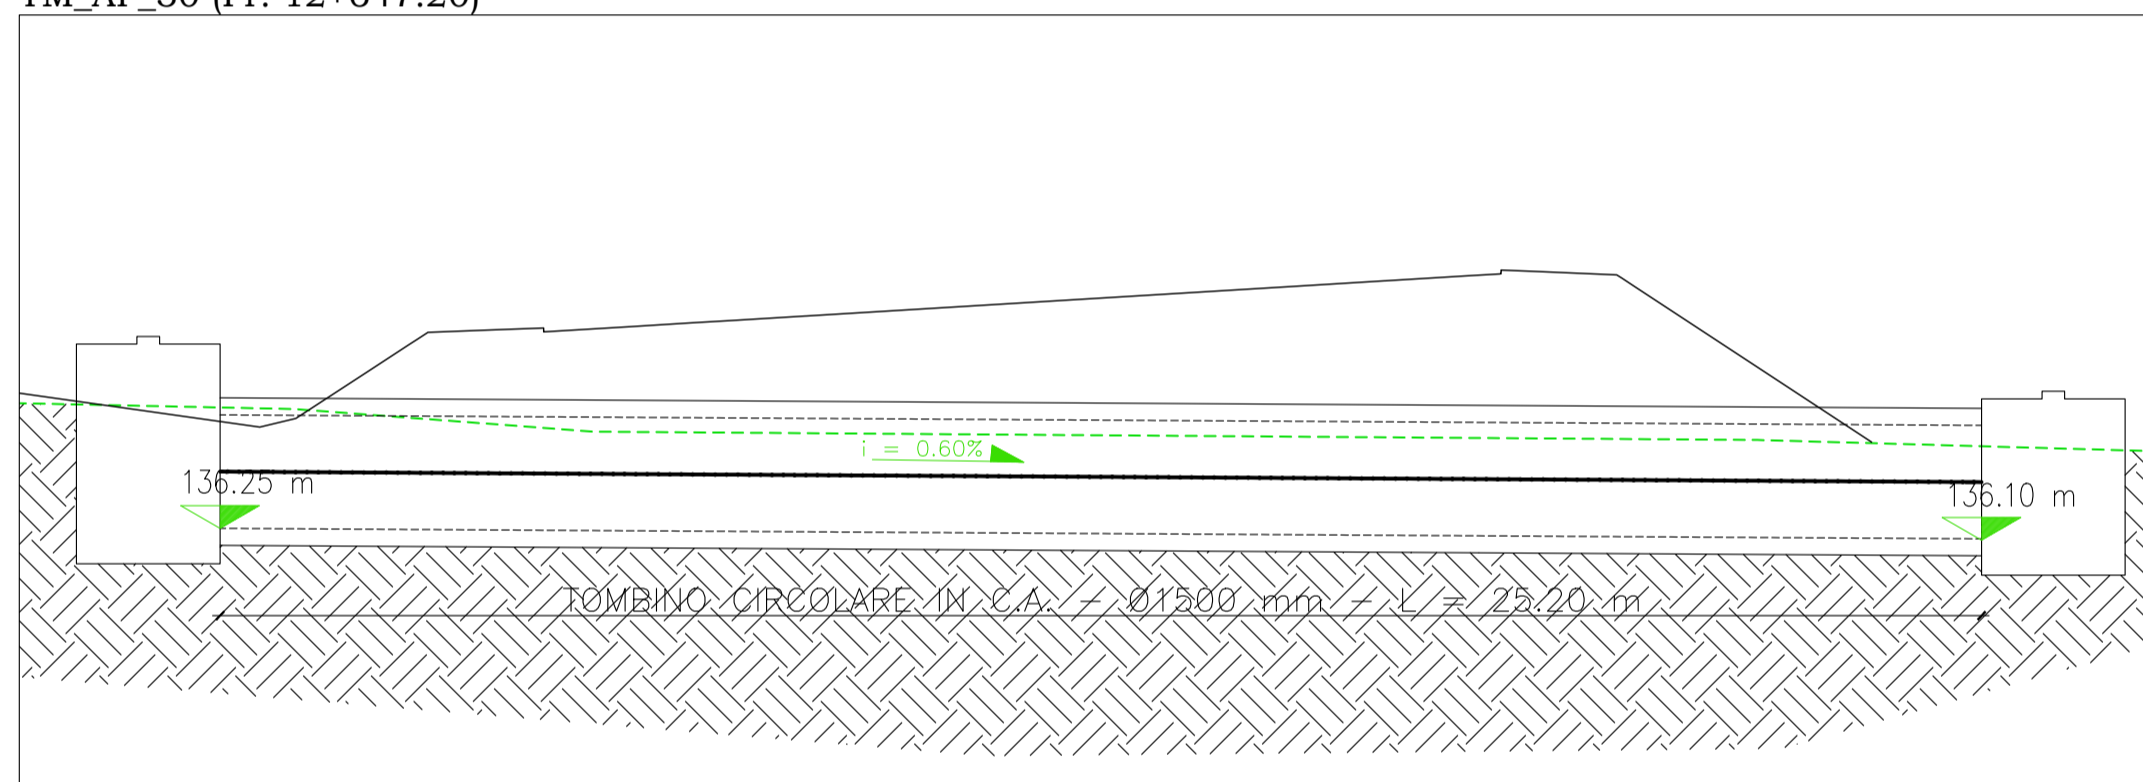 i = 0.60%
136.25 m
136.10 m
TOMBINO CIRCOLARE IN C.A. - Ø1500 mm - L = 25.20 m